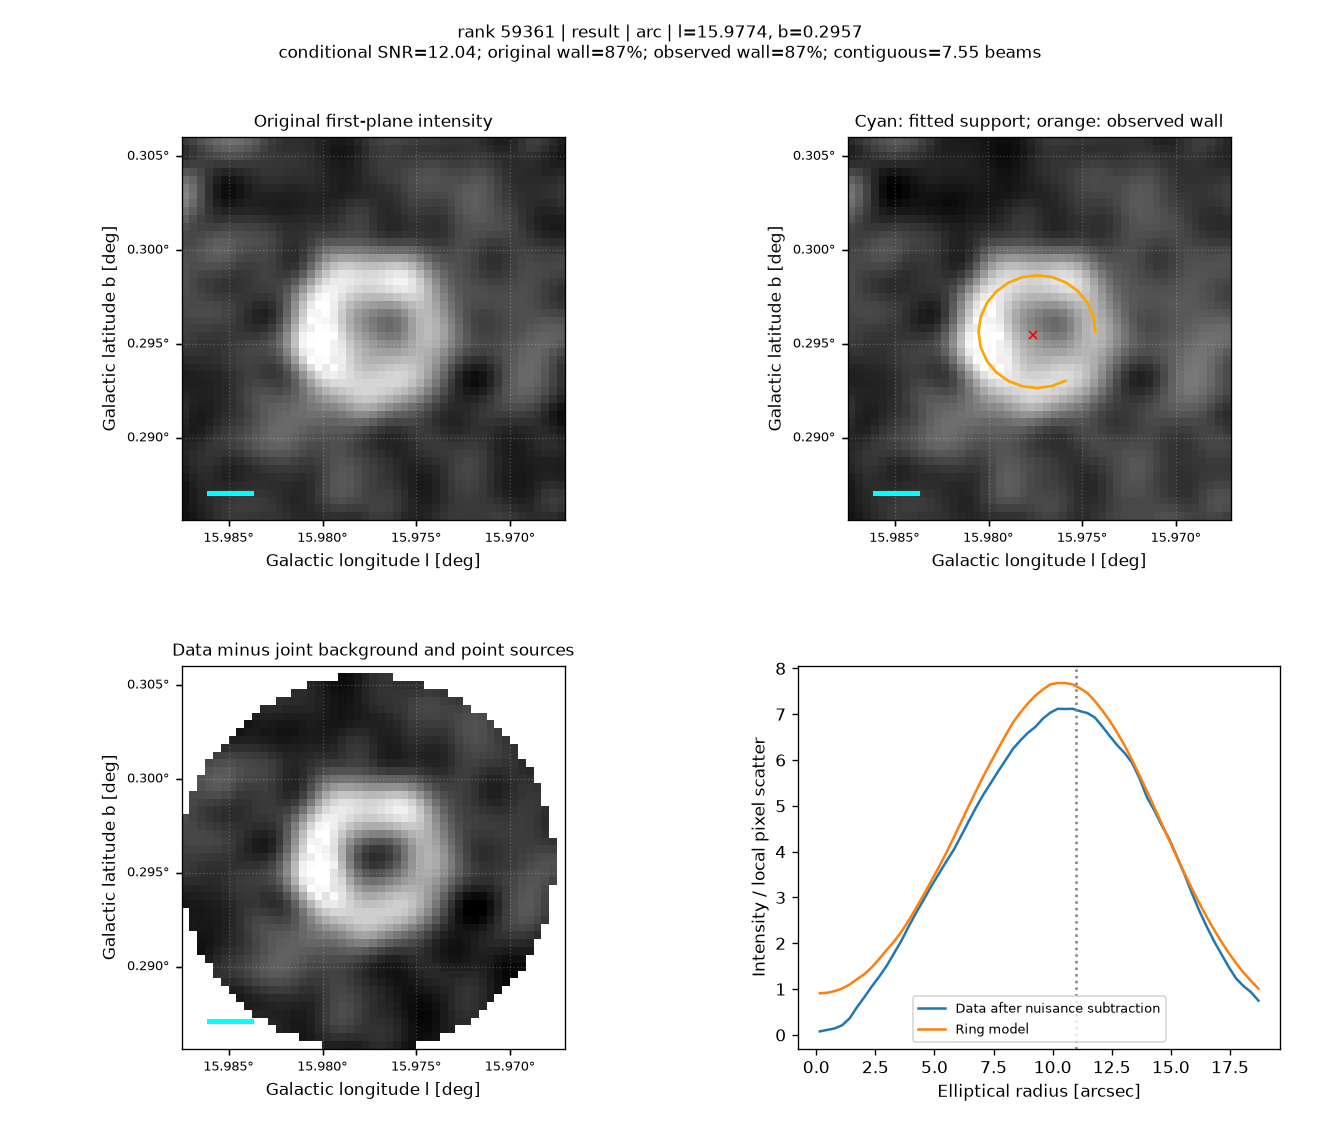 rank 59361 | result | arc | l=15.9774, b=0.2957
conditional SNR=12.04; original wall=87%; observed wall=87%; contiguous=7.55 beams
Original first-plane intensity
0.305°
0.300°
0.295°
0.290°
Galactic latitude b [deg]
15.985°
15.980°
15.975°
15.970°
Galactic longitude l [deg]
Cyan: fitted support; orange: observed wall
0.305°
0.300°
0.295°
0.290°
Galactic latitude b [deg]
15.985°
15.980°
15.975°
15.970°
Galactic longitude l [deg]
Data minus joint background and point sources
0.305°
0.300°
0.295°
0.290°
Galactic latitude b [deg]
15.985°
15.980°
15.975°
15.970°
Galactic longitude l [deg]
8
7
6
5
4
3
2
1
0
Intensity / local pixel scatter
Data after nuisance subtraction
Ring model
0.0
2.5
5.0
7.5
10.0
12.5
15.0
17.5
Elliptical radius [arcsec]